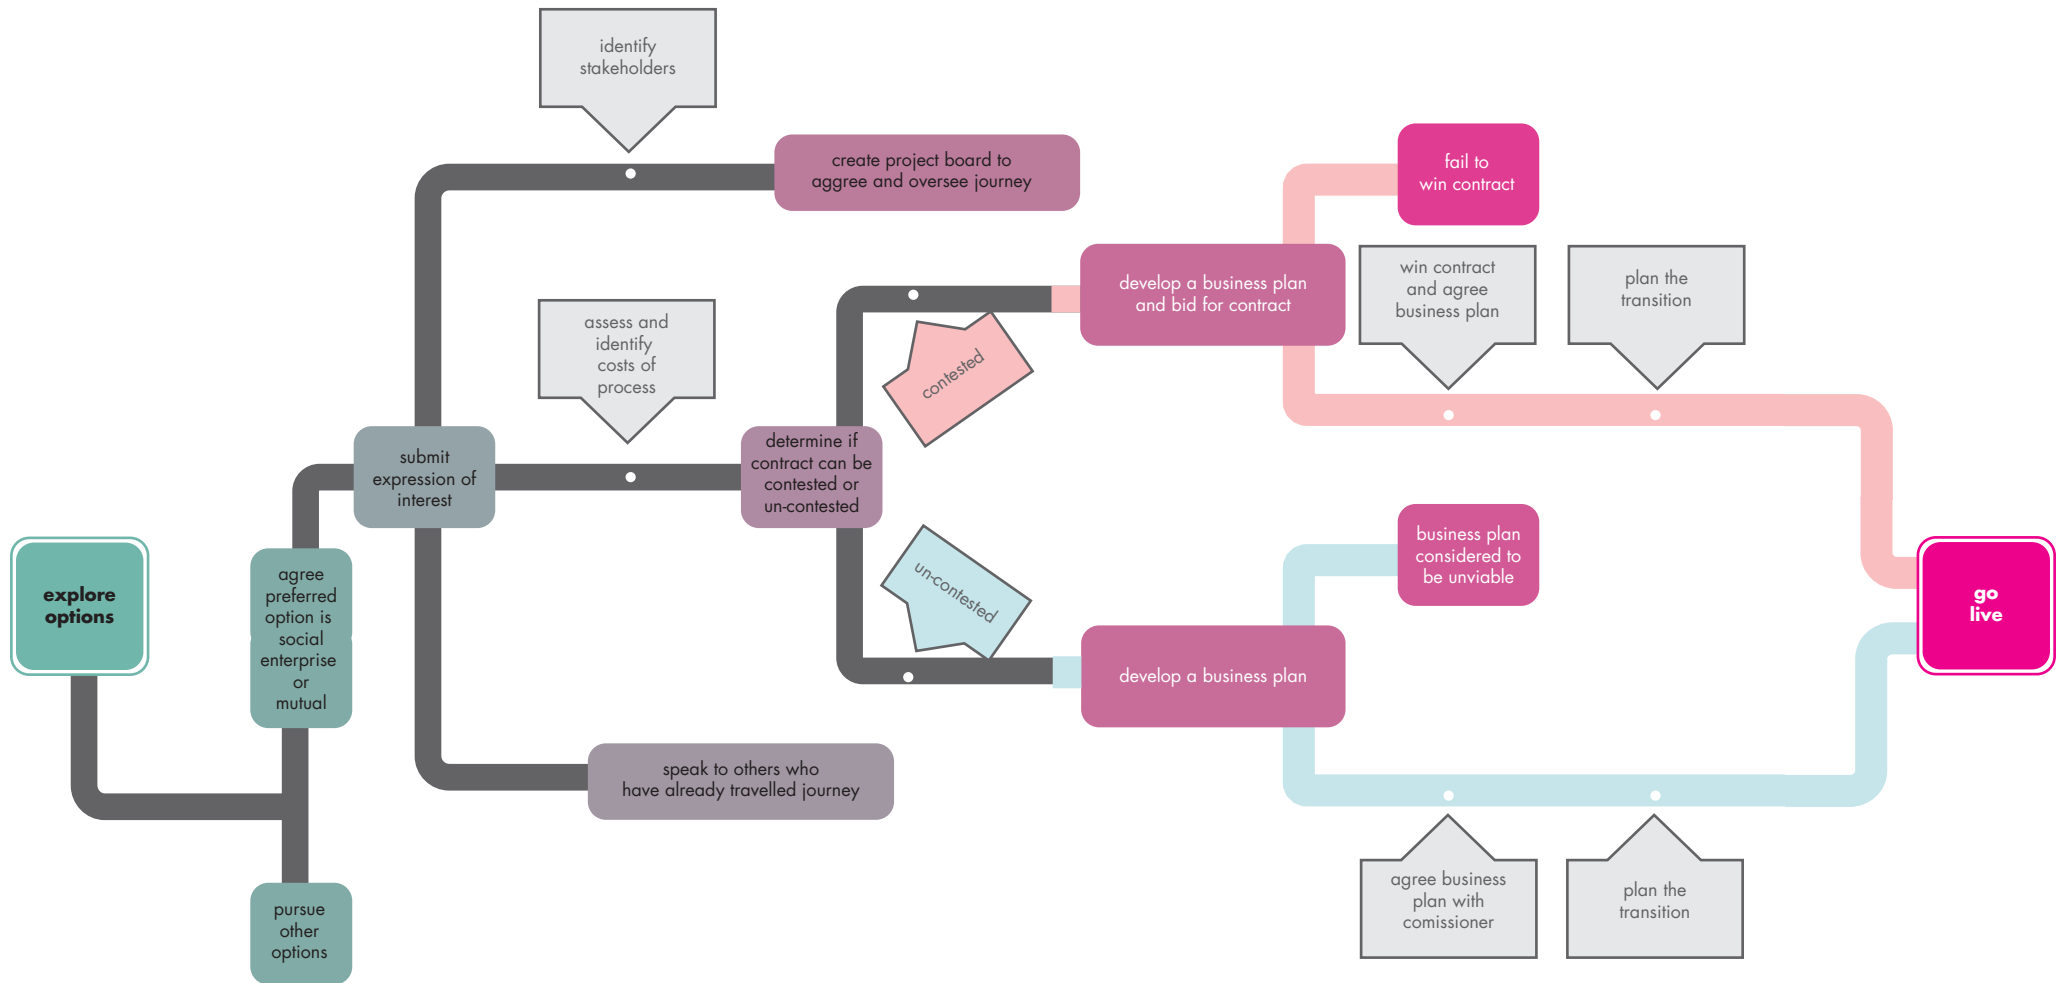 identify
stakeholders
create project board to
aggree and oversee journey
fail to
win contract
win contract
and agree
business plan
plan the
transition
develop a business plan
and bid for contract
assess and
identify
costs of
process
contested
determine if
contract can be
contested or
un-contested
submit
expression of
interest
explore
options
agree
preferred
option is
social
enterprise
or
mutual
un-contested
business plan
considered to
be unviable
go
live
develop a business plan
speak to others who
have already travelled journey
pursue
other
options
agree business
plan with
comissioner
plan the
transition